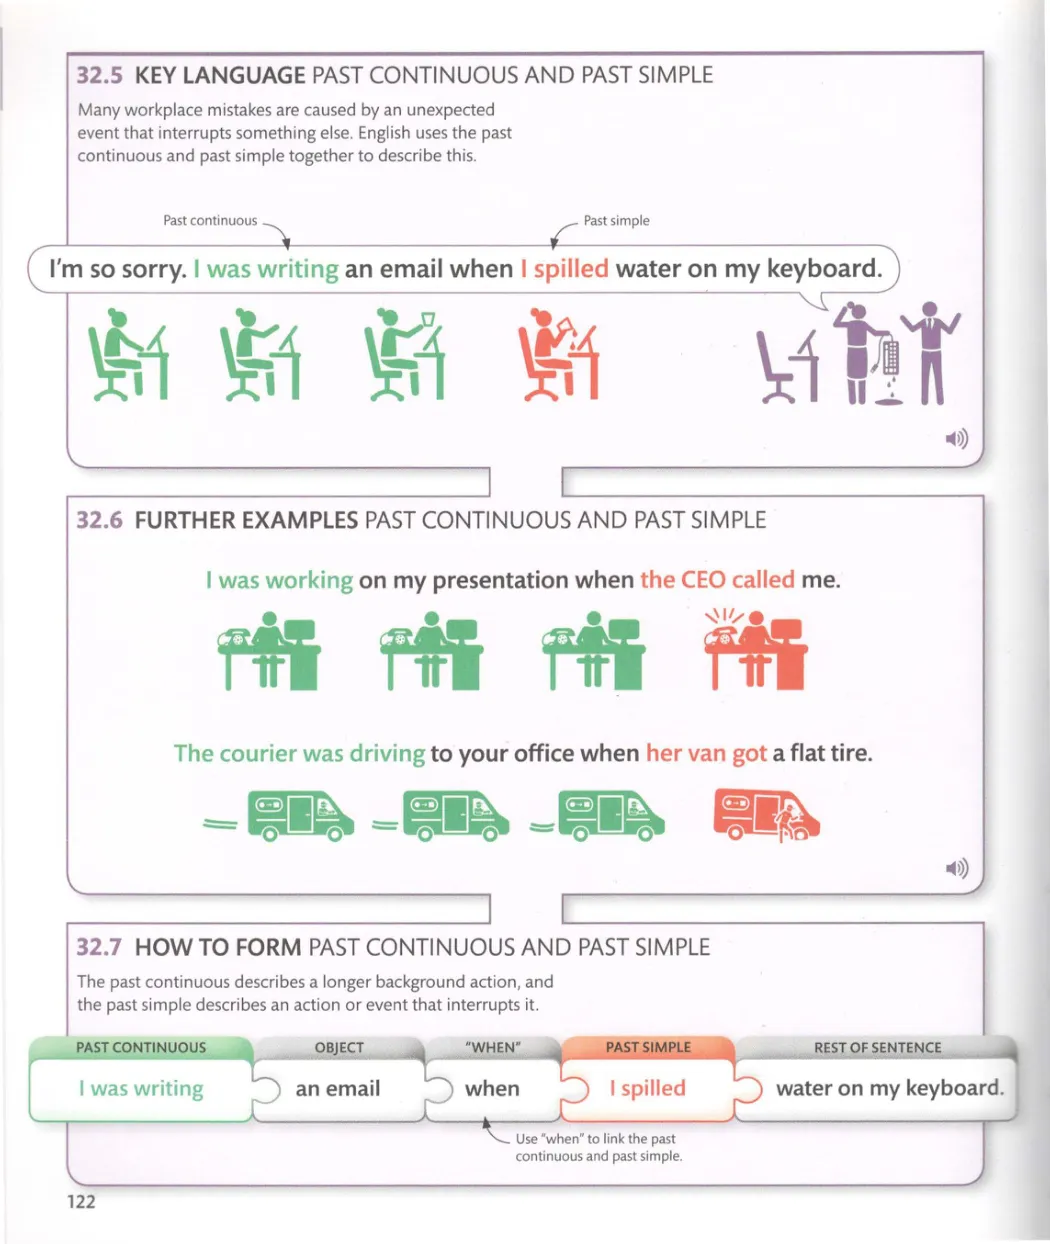 32.5 KEY LANGUAGE PAST CONTINUOUS AND PAST SIMPLE
Many workplace mistakes are caused by an unexpected
event that interrupts something else. English uses the past
continuous and past simple together to describe this.
Past continuous
Past simple
I'm so sorry. I was writing an email when I spilled water on my keyboard.
32.6 FURTHER EXAMPLES PAST CONTINUOUS AND PAST SIMPLE
I was working on my presentation when the CEO called me.
The courier was driving to your office when her van got a flat tire.
32.7 HOW TO FORM PAST CONTINUOUS AND PAST SIMPLE
The past continuous describes a longer background action, and
the past simple describes an action or event that interrupts it.
PAST CONTINUOUS OBJECT "WHEN" PAST SIMPLE REST OF SENTENCE
I was writing an email when I spilled water on my keyboard.
Use "when" to link the past
continuous and past simple.
122